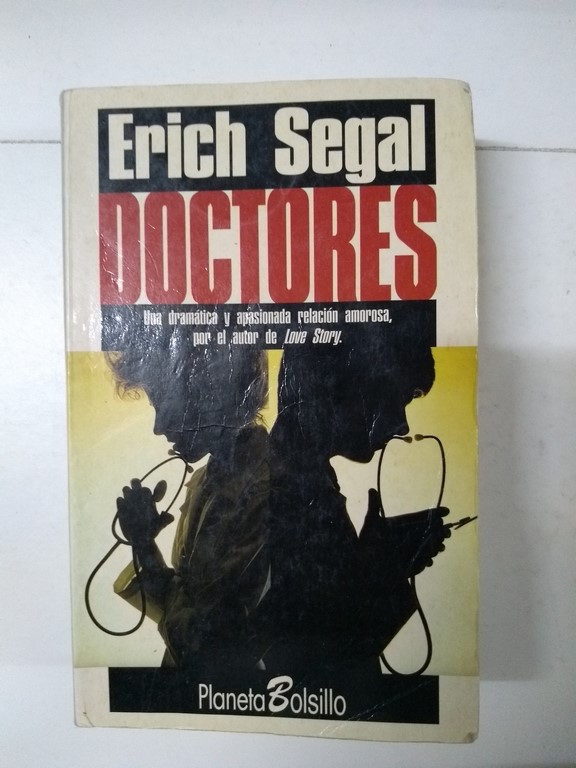 Erich Segal
DOCTORES
Una dramática y apasionada relación amorosa,
por el autor de Love Story.
Planeta Bolsillo